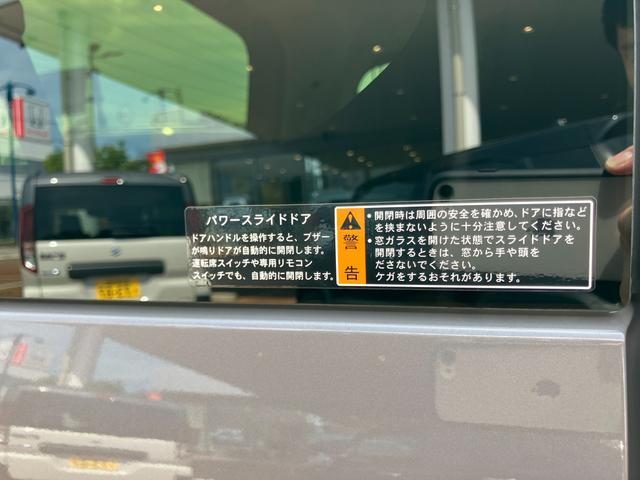 パワースライドドア
ドアハンドルを操作すると、ブザー
が鳴りドアが自動的に開閉します。
運転席スイッチや専用リモコン
スイッチでも、自動的に開閉します。
警告
・開閉時は周囲の安全を確かめ、ドアに指など
を挟まないように十分注意してください。
・窓ガラスを開けた状態でスライドドアを
開閉するときは、窓から手や頭を
ださないでください。
ケガをするおそれがあります。